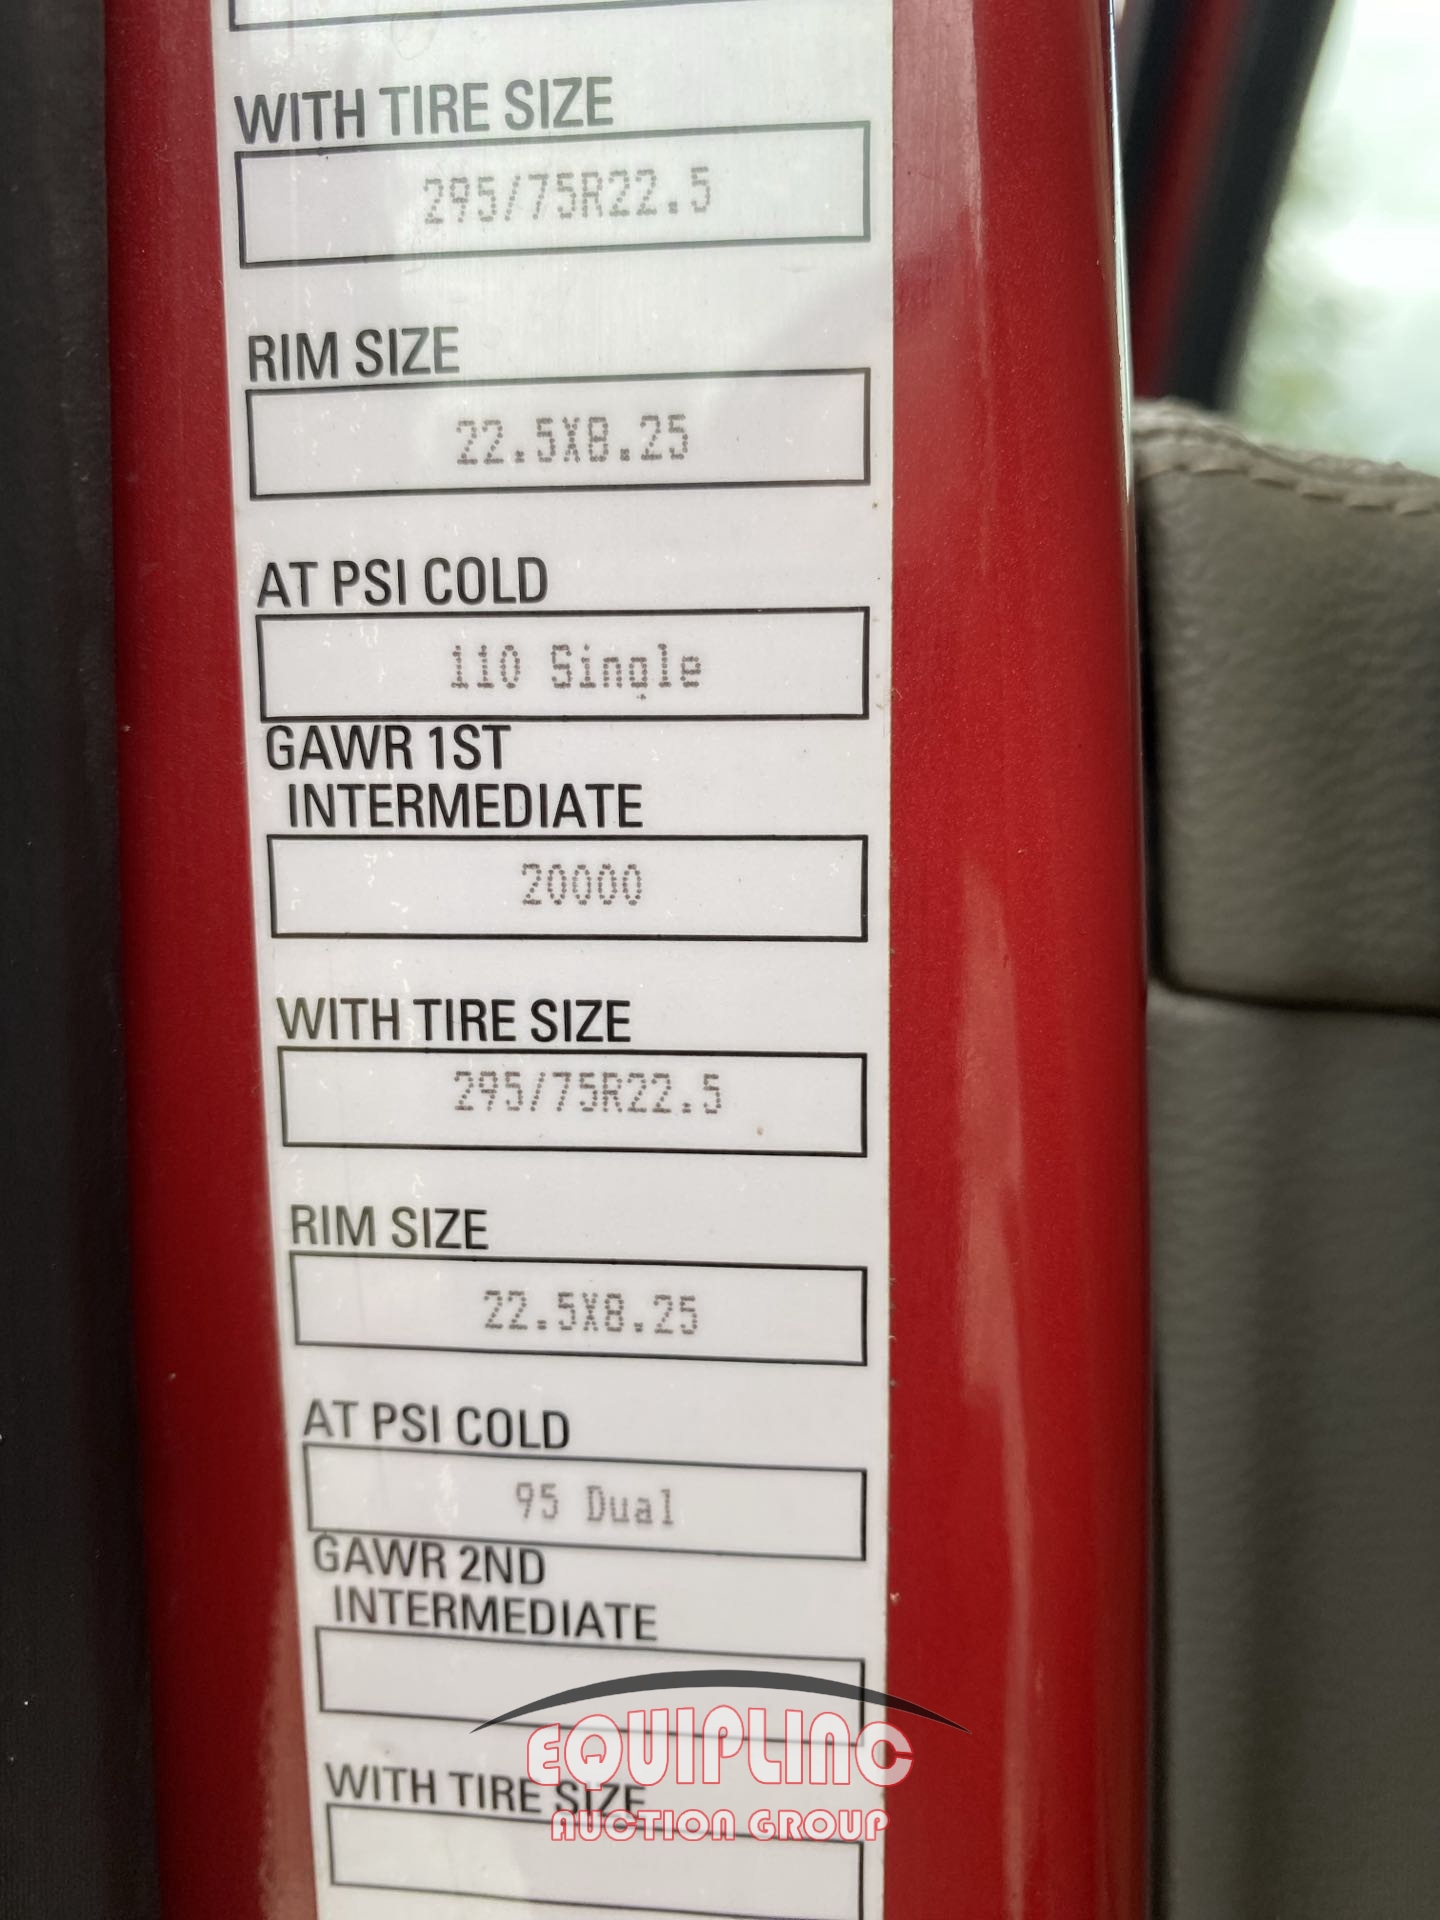 WITH TIRE SIZE
295/75R22.5
RIM SIZE
22.5X8.25
AT PSI COLD
110 Single
GAWR 1ST
INTERMEDIATE
20000
WITH TIRE SIZE
295/75R22.5
RIM SIZE
22.5X8.25
AT PSI COLD
95 Dual
GAWR 2ND
INTERMEDIATE
WITH TIRE SIZE
EQUIPLINC
AUCTION GROUP